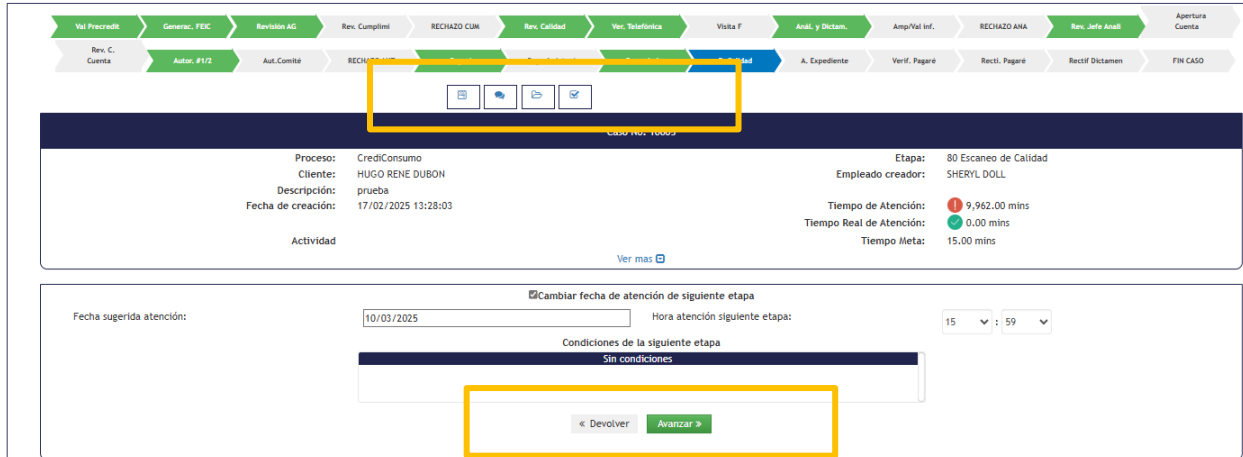 Val Precredit Generac. FEIC Revisión AG Rev. Cumplimi RECHAZO CUM Rev. Calidad Ver. Telefónica Visita F Anál. y Dictam. Amp/Val inf. RECHAZO ANA Rev. Jefe Anali Apertura Cuenta
Rev. C. Cuenta Autor. #1/2 Aut.Comité A. Expediente Verif. Pagaré Recti. Pagaré Rectif Dictamen FIN CASO
Caso No. 10005
Proceso: CrediConsumo Etapa: 80 Escaneo de Calidad
Cliente: HUGO RENE DUBON Empleado creador: SHERYL DOLL
Descripción: prueba
Fecha de creación: 17/02/2025 13:28:03 Tiempo de Atención: 9,962.00 mins
Tiempo Real de Atención: 0.00 mins
Actividad Tiempo Meta: 15.00 mins
Ver mas
Cambiar fecha de atención de siguiente etapa
Fecha sugerida atención: 10/03/2025 Hora atención siguiente etapa: 15 : 59
Condiciones de la siguiente etapa
Sin condiciones
« Devolver Avanzar »